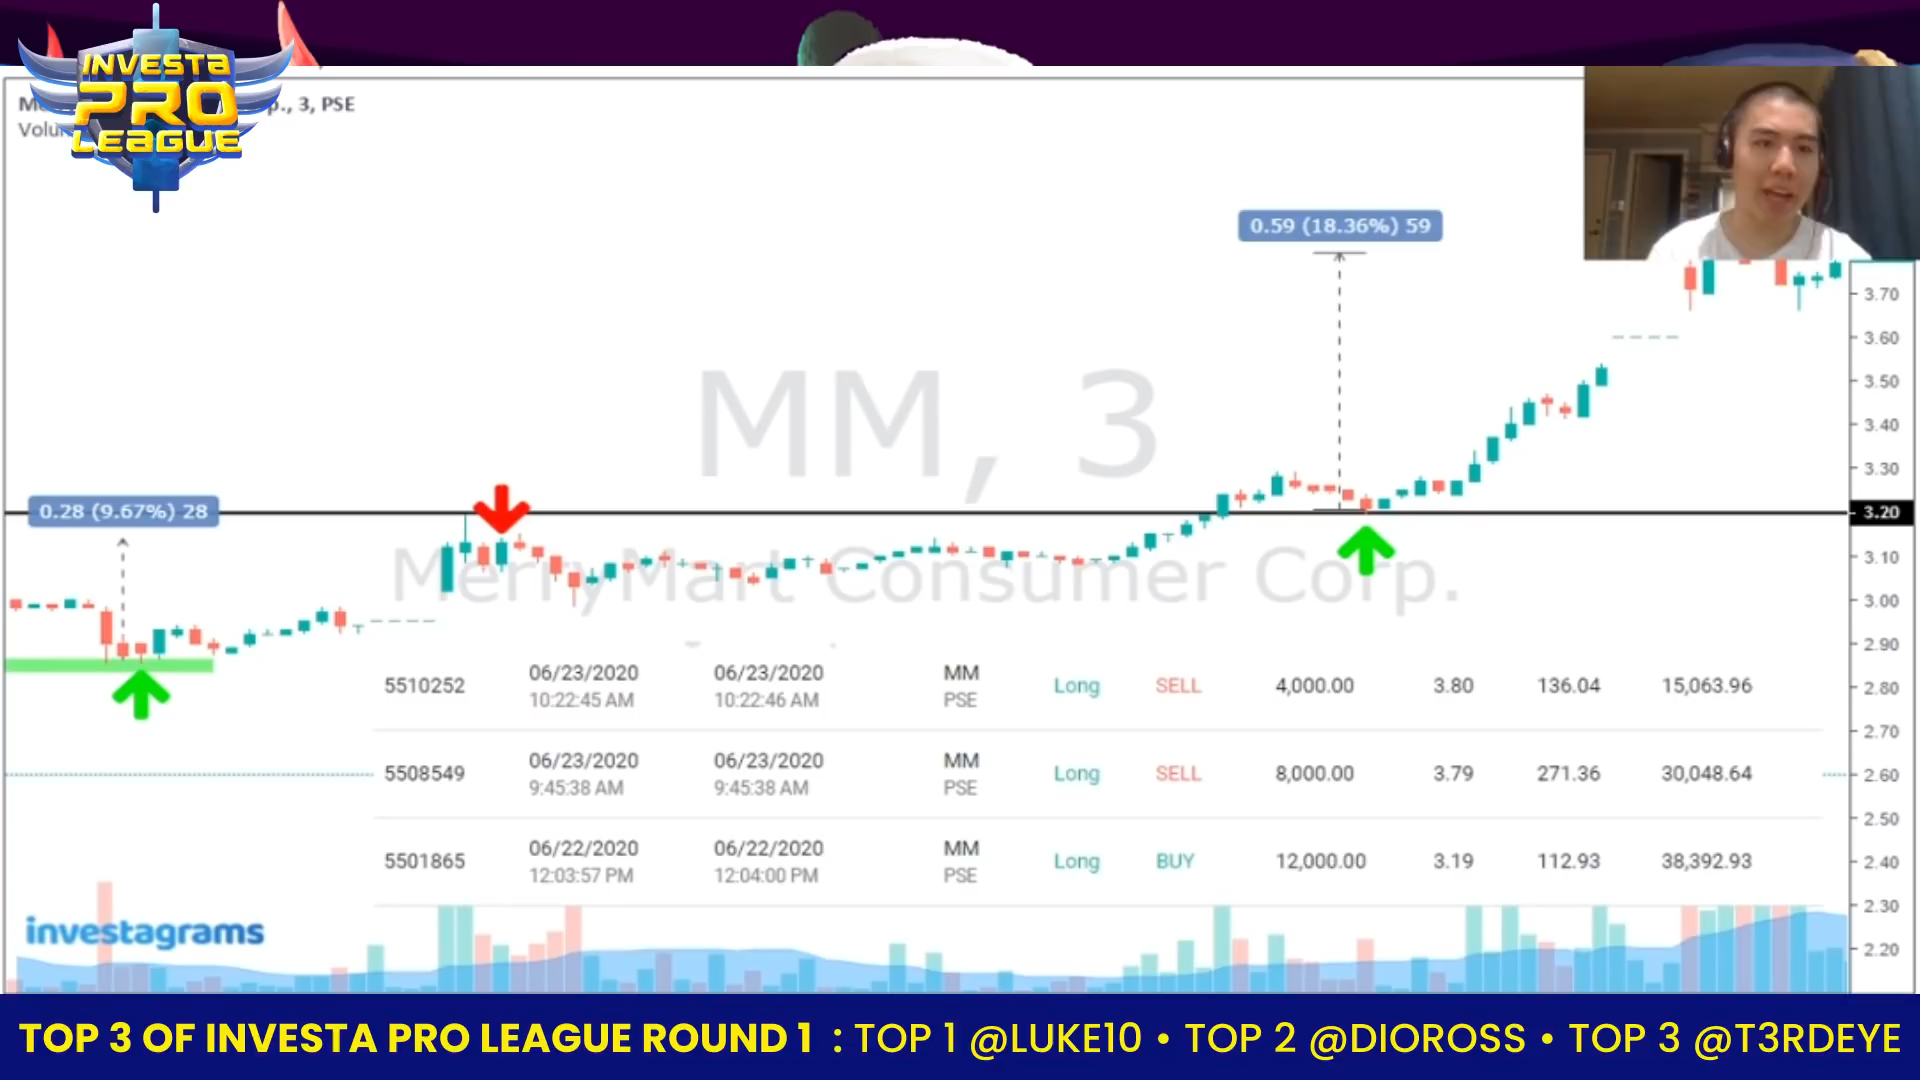 INVESTA
PRO
LEAGUE
p., 3, PSE
Volu
0.59 (18.36%) 59
0.28 (9.67%) 28
MM, 3
MerryMart Consumer Corp.
3.70
3.60
3.50
3.40
3.30
3.20
3.10
3.00
2.90
2.80
2.70
2.60
2.50
2.40
2.30
2.20
5510252 06/23/2020 06/23/2020 MM Long SELL 4,000.00 3.80 136.04 15,063.96
10:22:45 AM 10:22:46 AM PSE
5508549 06/23/2020 06/23/2020 MM Long SELL 8,000.00 3.79 271.36 30,048.64
9:45:38 AM 9:45:38 AM PSE
5501865 06/22/2020 06/22/2020 MM Long BUY 12,000.00 3.19 112.93 38,392.93
12:03:57 PM 12:04:00 PM PSE
investagrams
TOP 3 OF INVESTA PRO LEAGUE ROUND 1 : TOP 1 @LUKE10 • TOP 2 @DIOROSS • TOP 3 @T3RDEYE